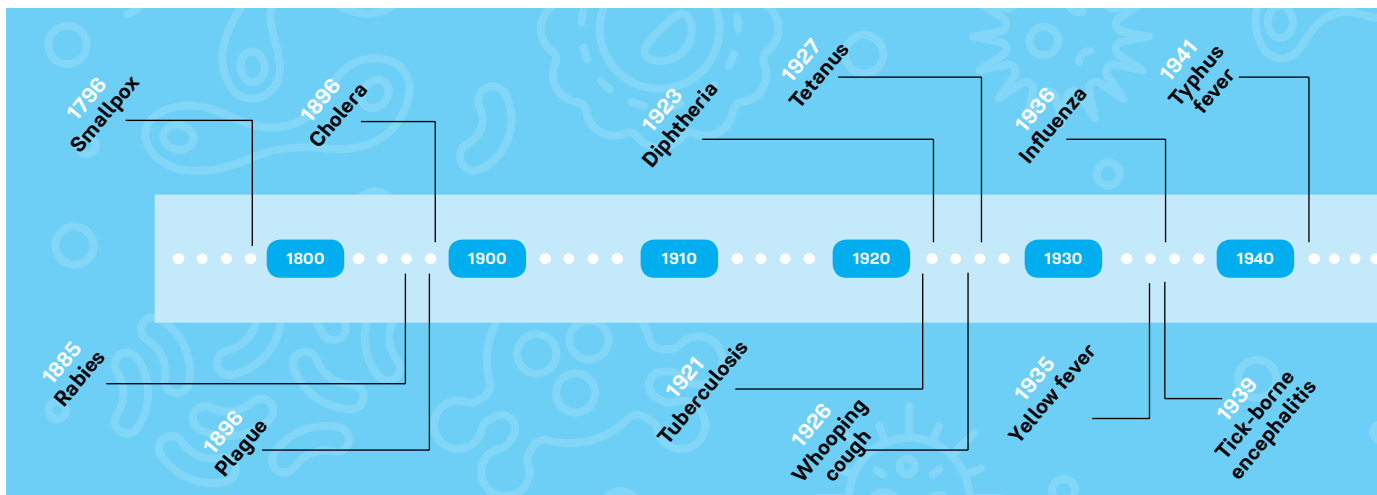 1796
Smallpox
1896
Cholera
1923
Diphtheria
1927
Tetanus
1936
Influenza
1941
Typhus
fever
1800
1900
1910
1920
1930
1940
1885
Rabies
1896
Plague
1921
Tuberculosis
1926
Whooping
cough
1935
Yellow fever
1939
Tick-borne
encephalitis